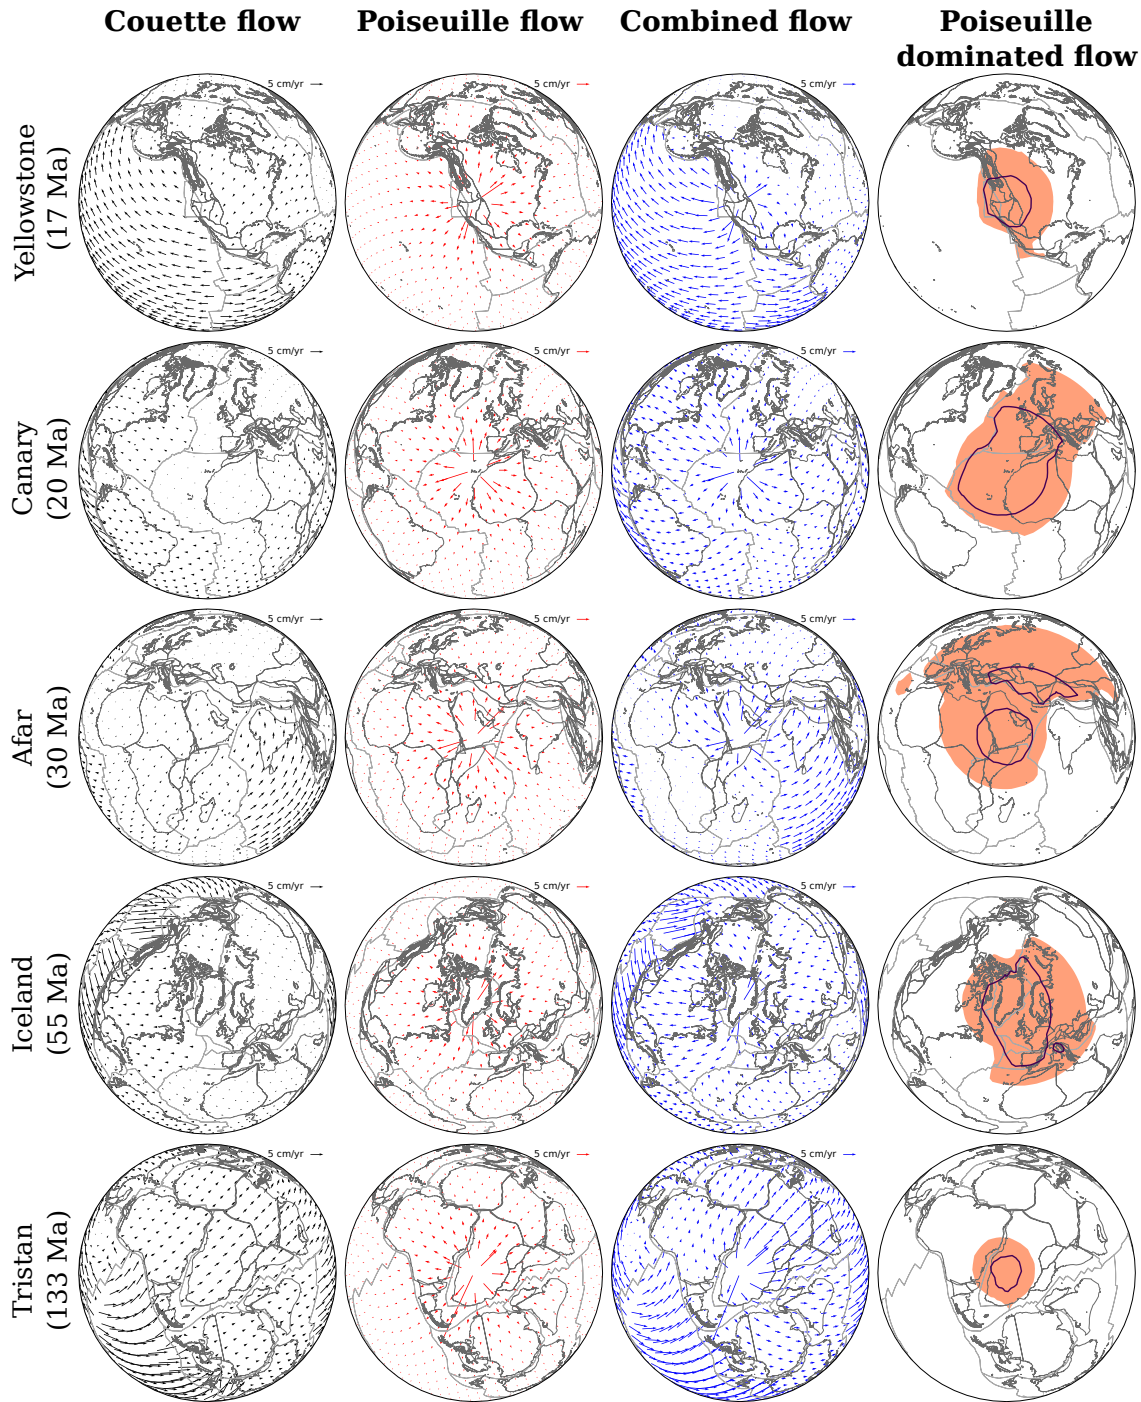 Couette flow
Poiseuille flow
Combined flow
Poiseuille
dominated flow
Yellowstone
(17 Ma)
5 cm/yr
5 cm/yr
5 cm/yr
Canary
(20 Ma)
5 cm/yr
5 cm/yr
5 cm/yr
Afar
(30 Ma)
5 cm/yr
5 cm/yr
5 cm/yr
Iceland
(55 Ma)
5 cm/yr
5 cm/yr
5 cm/yr
Tristan
(133 Ma)
5 cm/yr
5 cm/yr
5 cm/yr